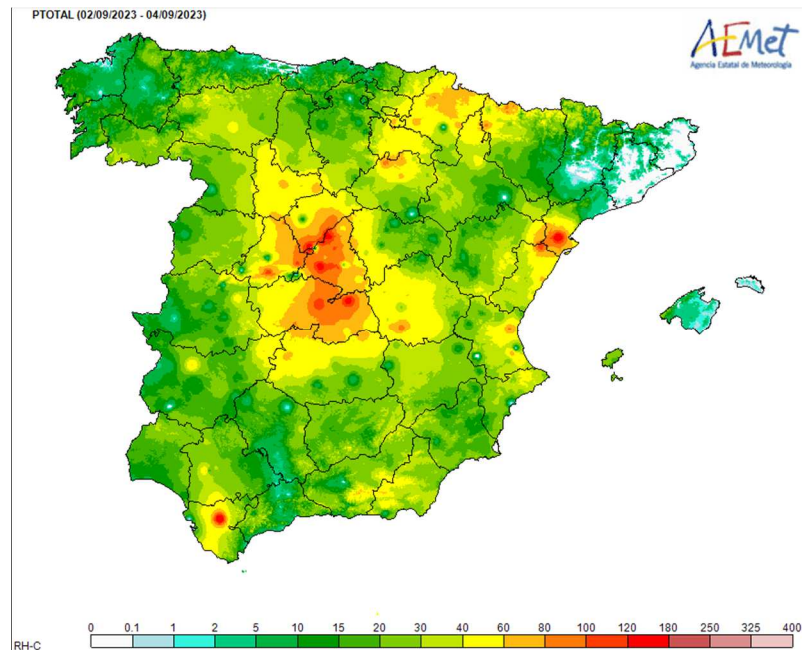 PTOTAL (02/09/2023 - 04/09/2023)
AEMet
Agencia Estatal de Meteorología
0 0.1 1 2 5 10 15 20 30 40 60 80 100 120 180 250 325 400
RH-C